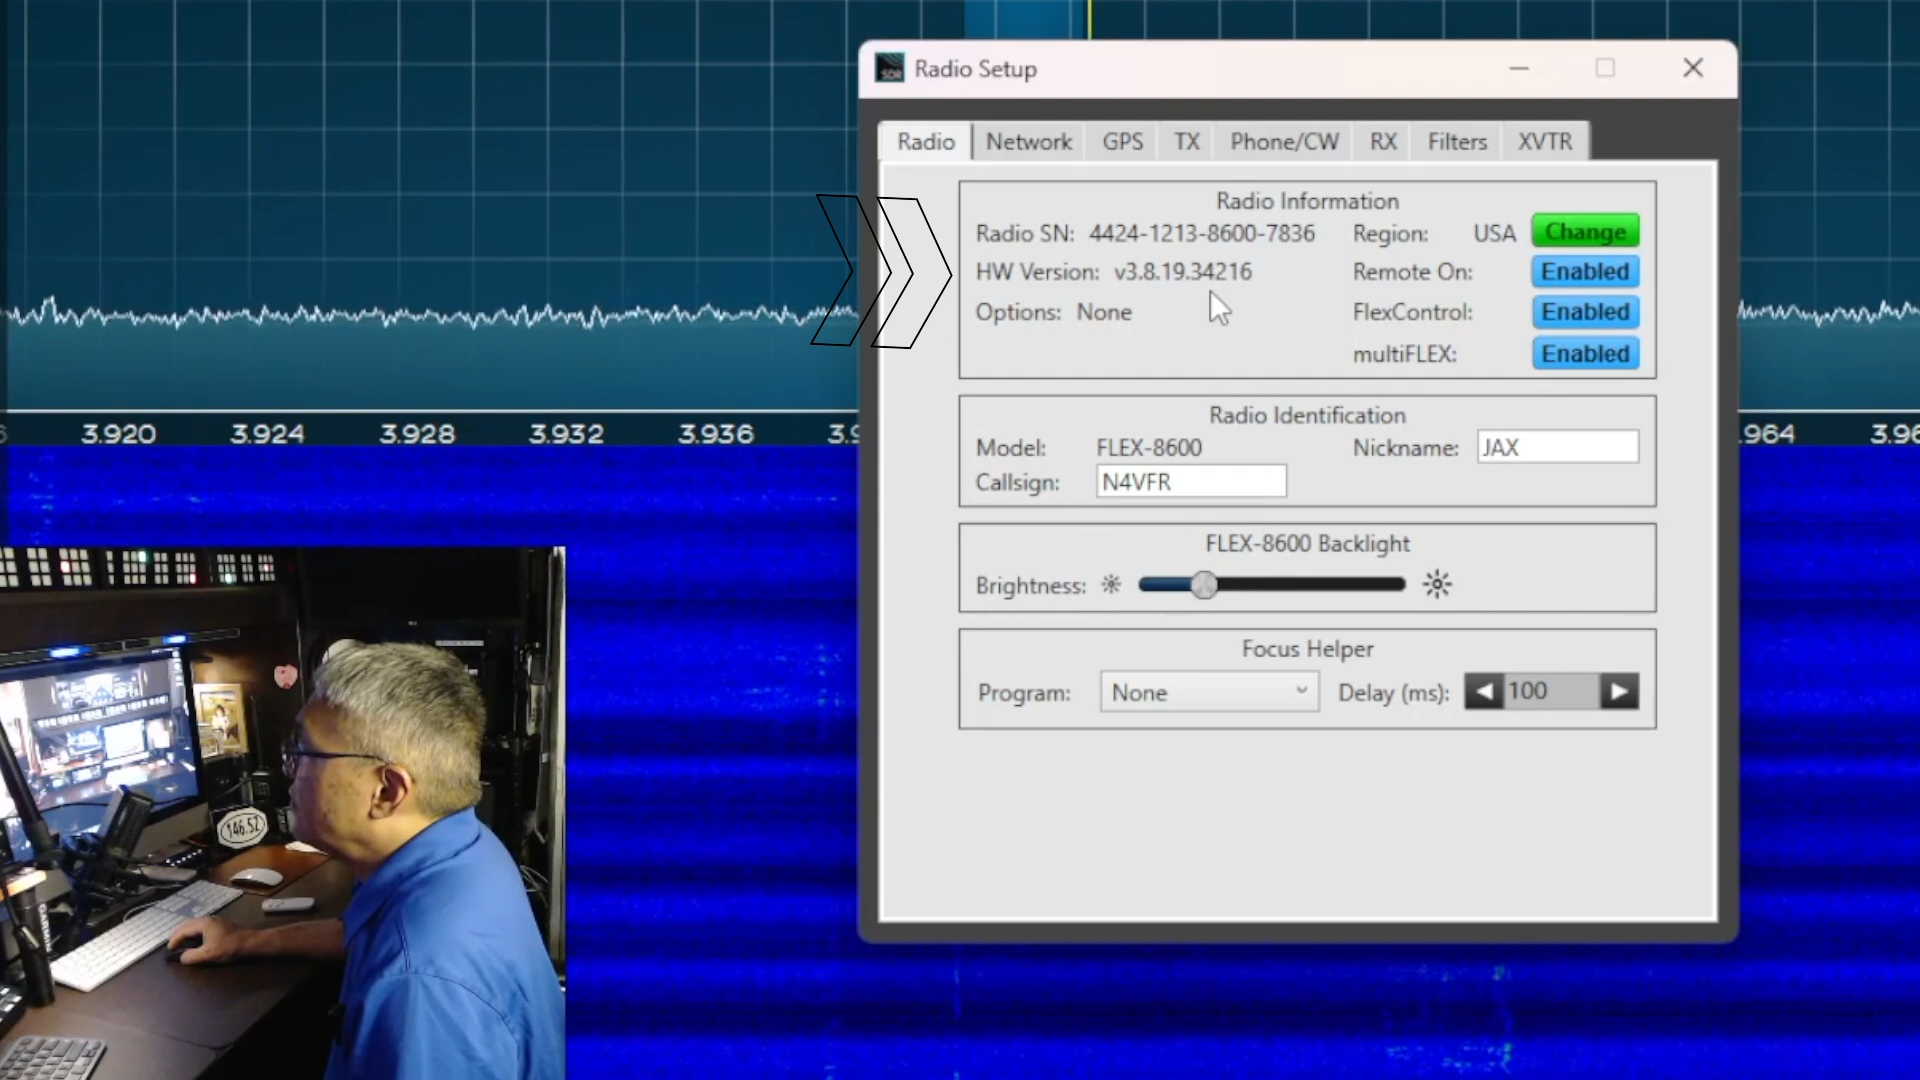 SDR Radio Setup
Radio Network GPS TX Phone/CW RX Filters XVTR
Radio Information
Radio SN: 4424-1213-8600-7836 Region: USA Change
HW Version: v3.8.19.34216 Remote On: Enabled
Options: None FlexControl: Enabled
multiFLEX: Enabled
Radio Identification
Model: FLEX-8600 Nickname: JAX
Callsign: N4VFR
FLEX-8600 Backlight
Brightness:
Focus Helper
Program: None Delay (ms): 100
3.920 3.924 3.928 3.932 3.936
.964
146.52
GARMIN